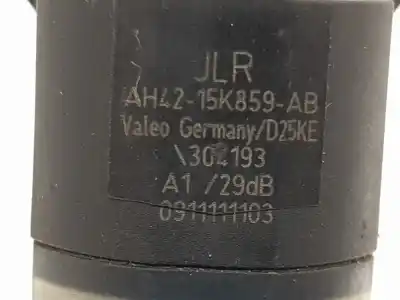 JLR
AH42-15K859-AB
Valeo Germany/D25KE
\304193
A1 /29dB
0911111103